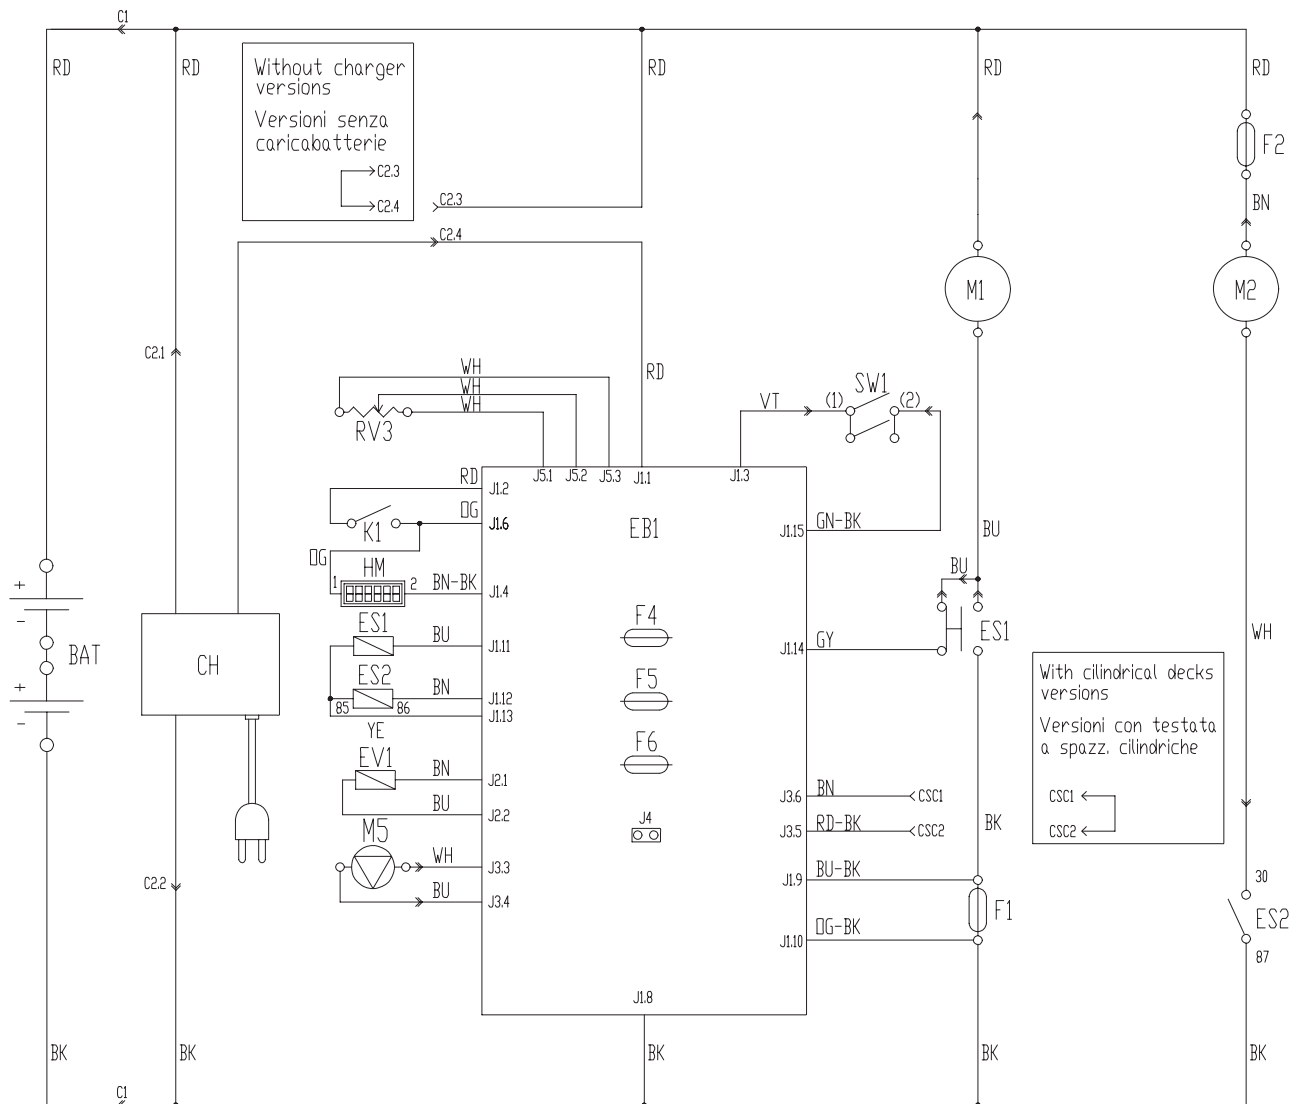 C1
RD
RD
RD
RD
RD
Without charger
versions
Versioni senza
caricabatterie
C2.3
C2.4
C2.3
C2.4
F2
BN
M1
M2
C2.1
WH
WH
WH
RV3
RD
VT
(1)
SW1
(2)
J5.1
J5.2
J5.3
J1.1
J1.3
RD
J1.2
OG
J1.6
K1
EB1
GN-BK
J1.15
BU
OG
HM
1
2
BN-BK
J1.4
BU
ES1
BU
J1.11
F4
GY
J1.14
ES1
WH
+
-
BAT
+
-
CH
ES2
BN
J1.12
85
86
J1.13
YE
F5
With cilindrical decks
versions
Versioni con testata
a spazz. cilindriche
CSC1
CSC2
EV1
BN
J2.1
BU
J2.2
F6
J3.6
BN
CSC1
J3.5
RD-BK
CSC2
J4
BK
M5
WH
J3.3
BU
J3.4
BU-BK
J1.9
F1
OG-BK
J1.10
C2.2
30
ES2
87
J1.8
BK
BK
BK
BK
BK
C1